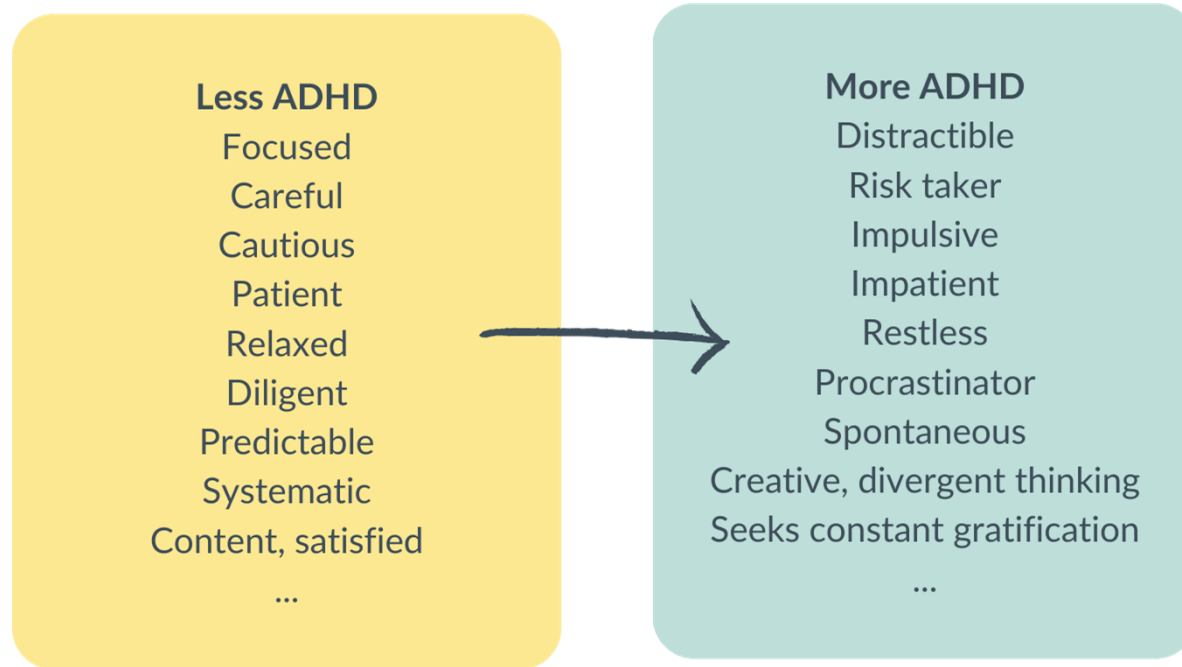 Less ADHD
Focused
Careful
Cautious
Patient
Relaxed
Diligent
Predictable
Systematic
Content, satisfied
...
More ADHD
Distractible
Risk taker
Impulsive
Impatient
Restless
Procrastinator
Spontaneous
Creative, divergent thinking
Seeks constant gratification
...